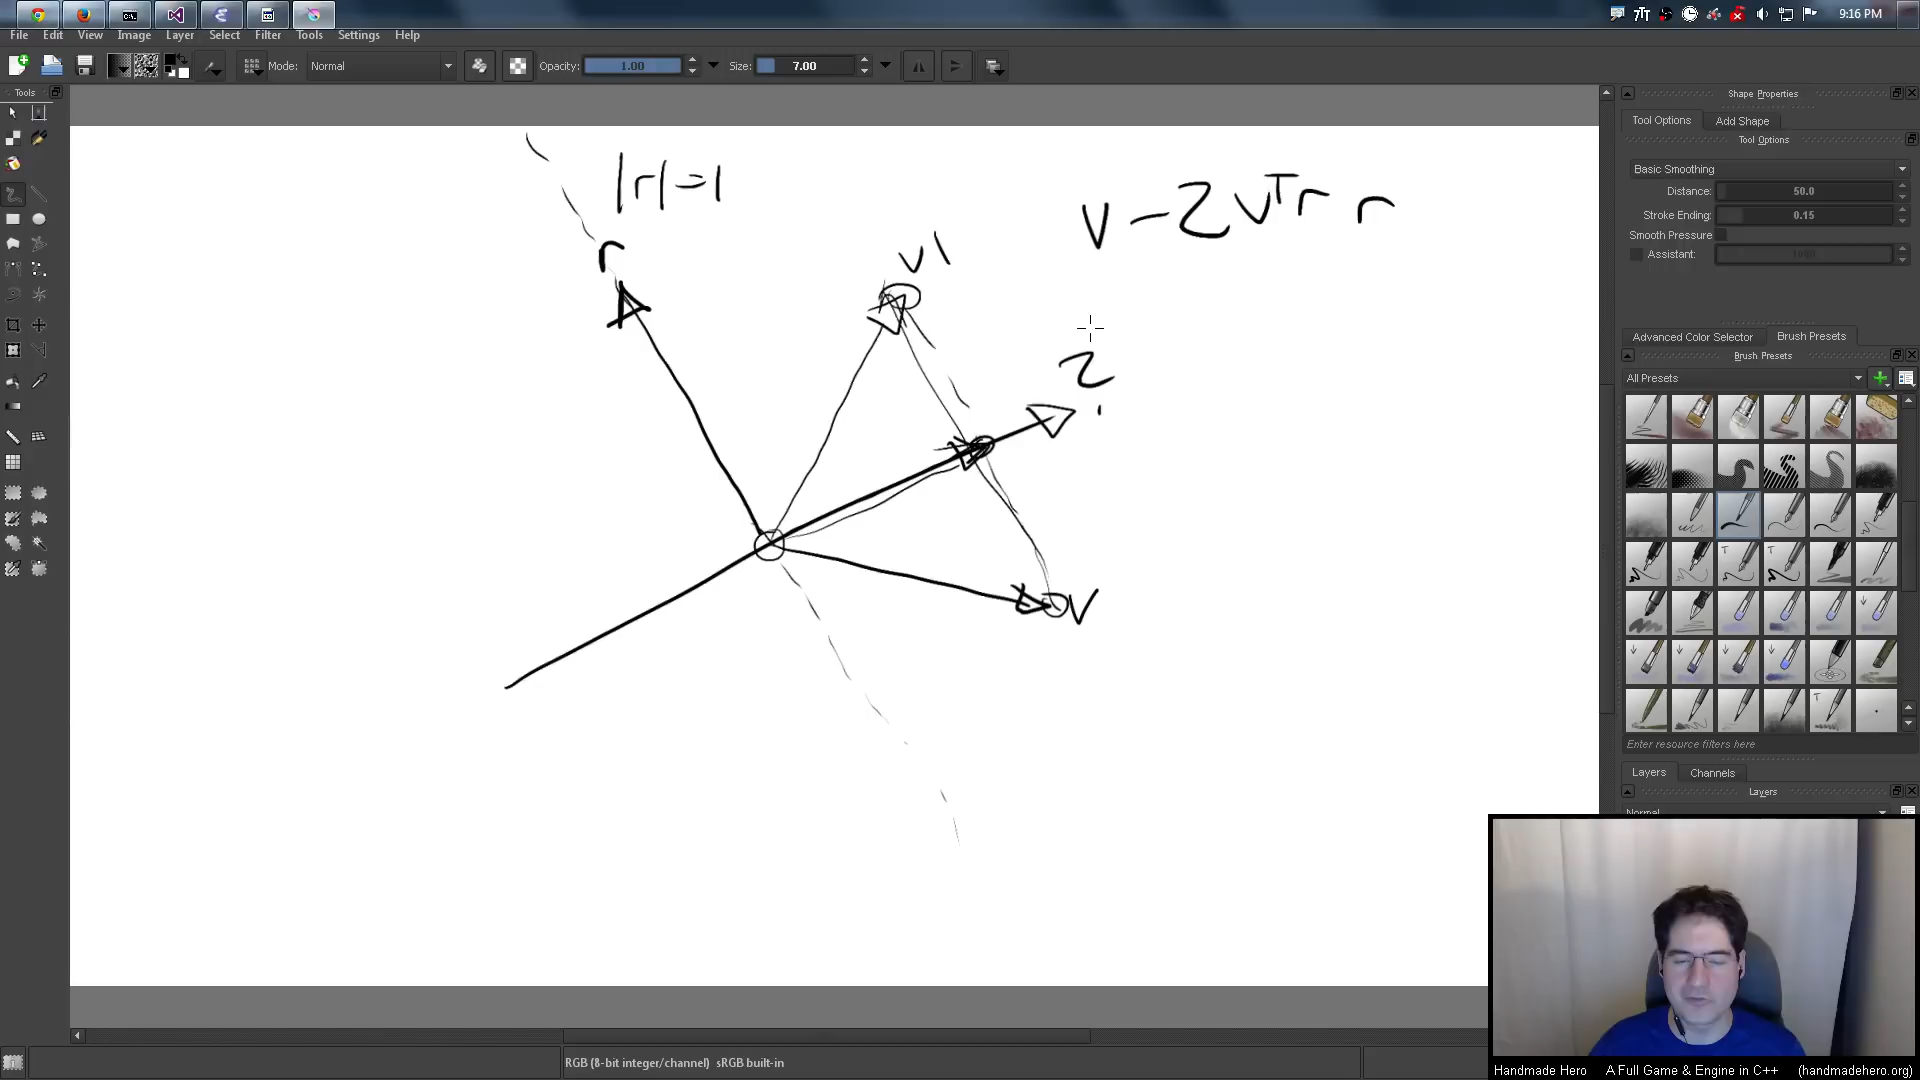 9:16 PM
File Edit View Image Layer Select Filter Tools Settings Help
Mode: Normal Opacity: 1.00 Size: 7.00
Tools
Shape Properties
Tool Options Add Shape
Tool Options
Basic Smoothing
Distance: 50.0
Stroke Ending: 0.15
Smooth Pressure
Assistant: 1000
Advanced Color Selector Brush Presets
Brush Presets
All Presets
Enter resource filters here
Layers Channels
Layers
Normal
|r|=1
v - 2 vᵀr r
r
v'
2
v
RGB (8-bit integer/channel) sRGB built-in
Handmade Hero A Full Game & Engine in C++ (handmadehero.org)